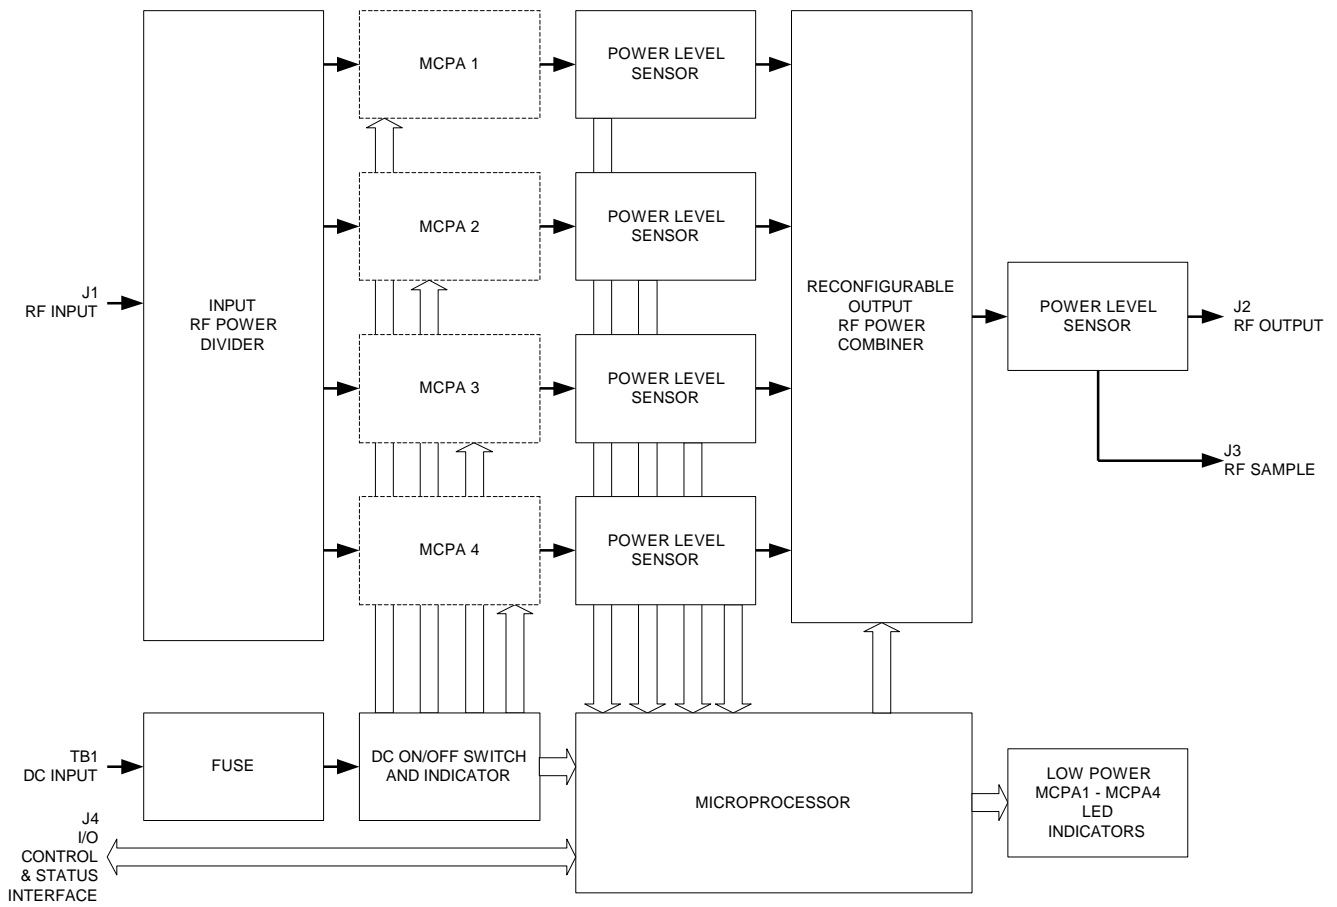 MCPA 1
POWER LEVEL
SENSOR
MCPA 2
POWER LEVEL
SENSOR
J1
RF INPUT
INPUT
RF POWER
DIVIDER
RECONFIGURABLE
OUTPUT
RF POWER
COMBINER
POWER LEVEL
SENSOR
J2
RF OUTPUT
MCPA 3
POWER LEVEL
SENSOR
J3
RF SAMPLE
MCPA 4
POWER LEVEL
SENSOR
TB1
DC INPUT
FUSE
DC ON/OFF SWITCH
AND INDICATOR
MICROPROCESSOR
LOW POWER
MCPA1 - MCPA4
LED
INDICATORS
J4
I/O
CONTROL
& STATUS
INTERFACE